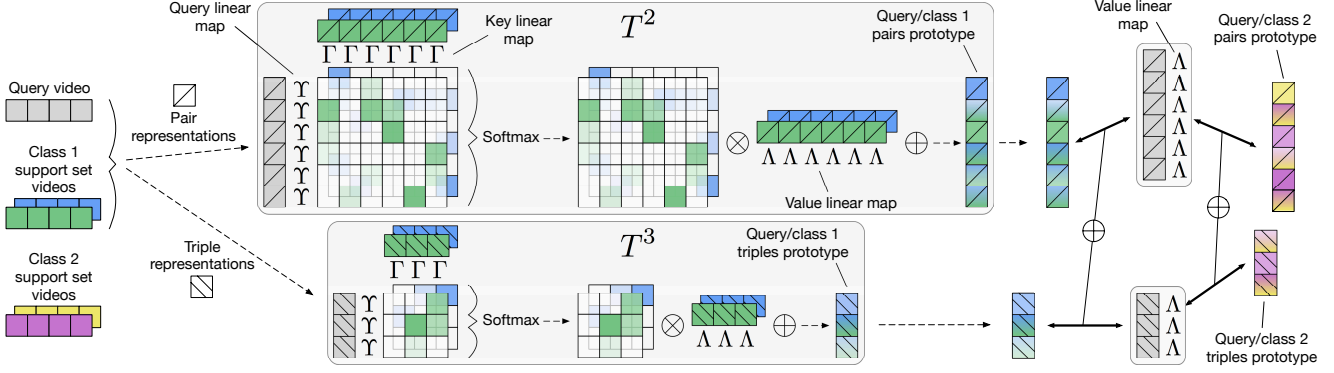 Query video
Class 1
support set
videos
Class 2
support set
videos
Pair
representations
Triple
representations
Query linear
map
Key linear
map
T²
Γ Γ Γ Γ Γ Γ
ϒ
ϒ
ϒ
ϒ
ϒ
ϒ
Softmax
⊗
Λ Λ Λ Λ Λ Λ
Value linear map
⊕
Query/class 1
pairs prototype
T³
Γ Γ Γ
ϒ
ϒ
ϒ
Softmax
⊗
Λ Λ Λ
⊕
Query/class 1
triples prototype
Value linear
map
Λ
Λ
Λ
Λ
Λ
Λ
⊕
⊕
Λ
Λ
Λ
Query/class 2
pairs prototype
Query/class 2
triples prototype